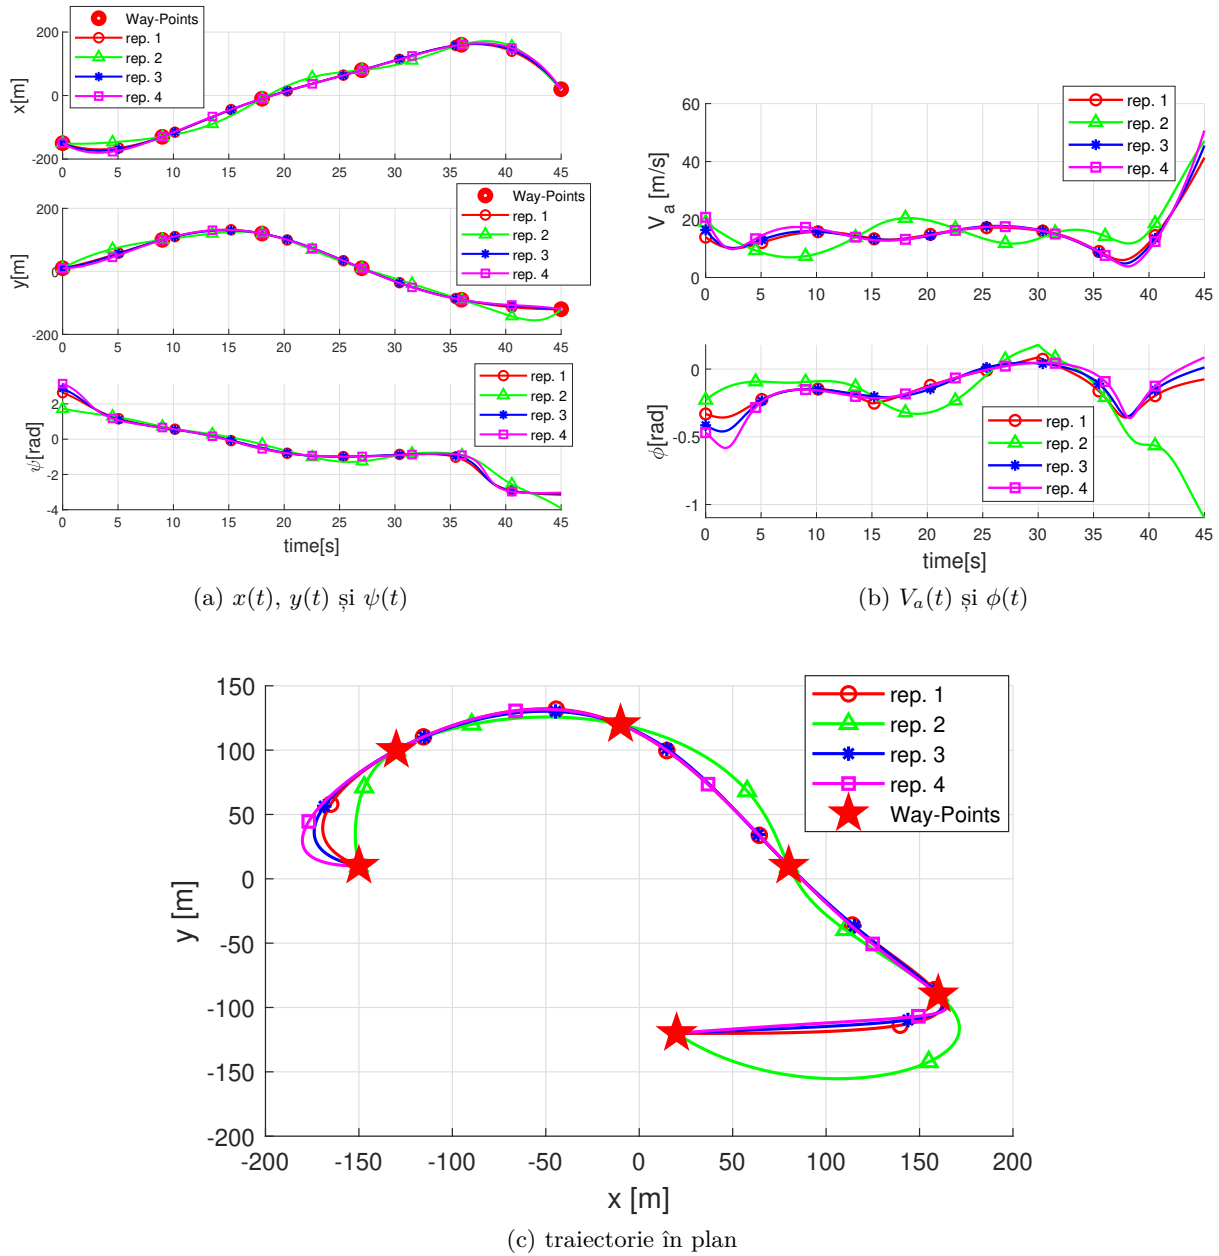 Way-Points
rep. 1
rep. 2
rep. 3
rep. 4
x[m]
200
0
-200
0 5 10 15 20 25 30 35 40 45
Way-Points
rep. 1
rep. 2
rep. 3
rep. 4
y[m]
200
0
-200
0 5 10 15 20 25 30 35 40 45
rep. 1
rep. 2
rep. 3
rep. 4
ψ[rad]
2
0
-2
-4
0 5 10 15 20 25 30 35 40 45
time[s]
(a) x(t), y(t) și ψ(t)
rep. 1
rep. 2
rep. 3
rep. 4
V_a [m/s]
60
40
20
0
0 5 10 15 20 25 30 35 40 45
rep. 1
rep. 2
rep. 3
rep. 4
ϕ[rad]
0
-0.5
-1
0 5 10 15 20 25 30 35 40 45
time[s]
(b) V_a(t) și ϕ(t)
rep. 1
rep. 2
rep. 3
rep. 4
Way-Points
y [m]
150
100
50
0
-50
-100
-150
-200
-200 -150 -100 -50 0 50 100 150 200
x [m]
(c) traiectorie în plan